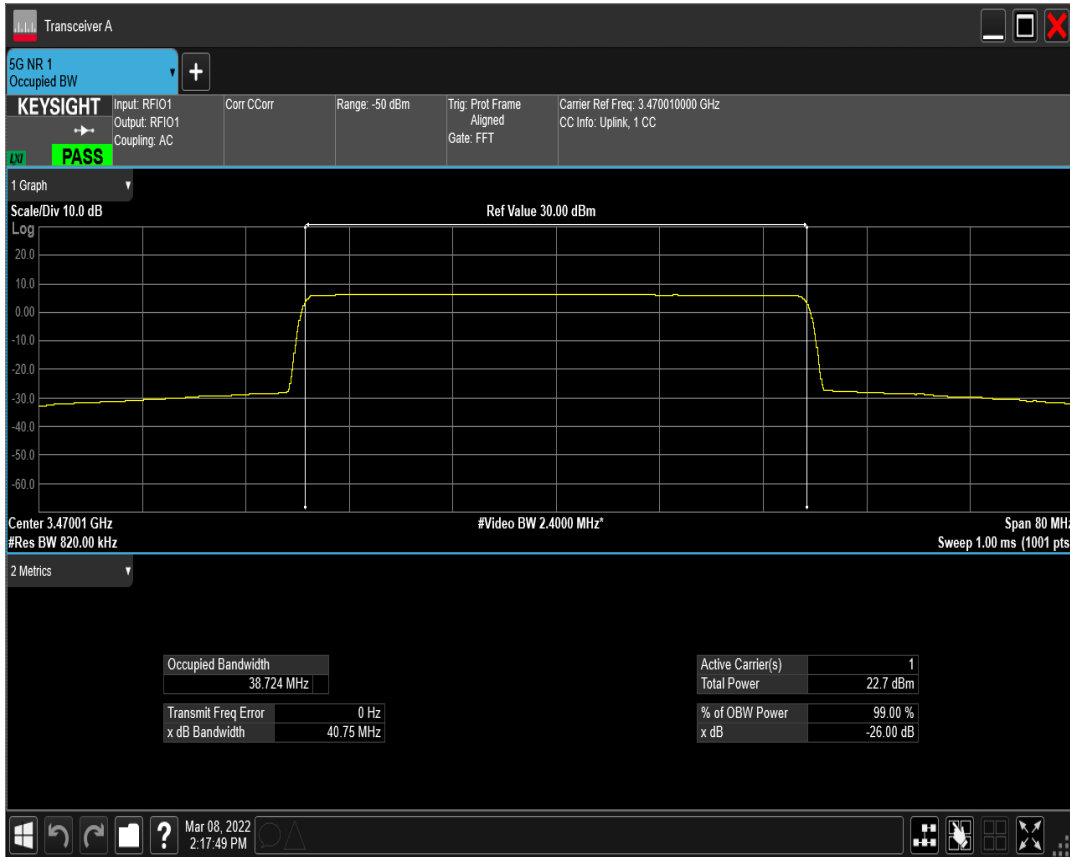 Transceiver A
5G NR 1
Occupied BW
KEYSIGHT
LXI
PASS
Input: RFIO1
Output: RFIO1
Coupling: AC
Corr CCorr
Range: -50 dBm
Trig: Prot Frame
Aligned
Gate: FFT
Carrier Ref Freq: 3.470010000 GHz
CC Info: Uplink, 1 CC
1 Graph
Scale/Div 10.0 dB
Ref Value 30.00 dBm
Log
20.0
10.0
0.00
-10.0
-20.0
-30.0
-40.0
-50.0
-60.0
Center 3.47001 GHz
#Video BW 2.4000 MHz*
Span 80 MHz
#Res BW 820.00 kHz
Sweep 1.00 ms (1001 pts
2 Metrics
Occupied Bandwidth
38.724 MHz
Transmit Freq Error 0 Hz
x dB Bandwidth 40.75 MHz
Active Carrier(s) 1
Total Power 22.7 dBm
% of OBW Power 99.00 %
x dB -26.00 dB
?
Mar 08, 2022
2:17:49 PM